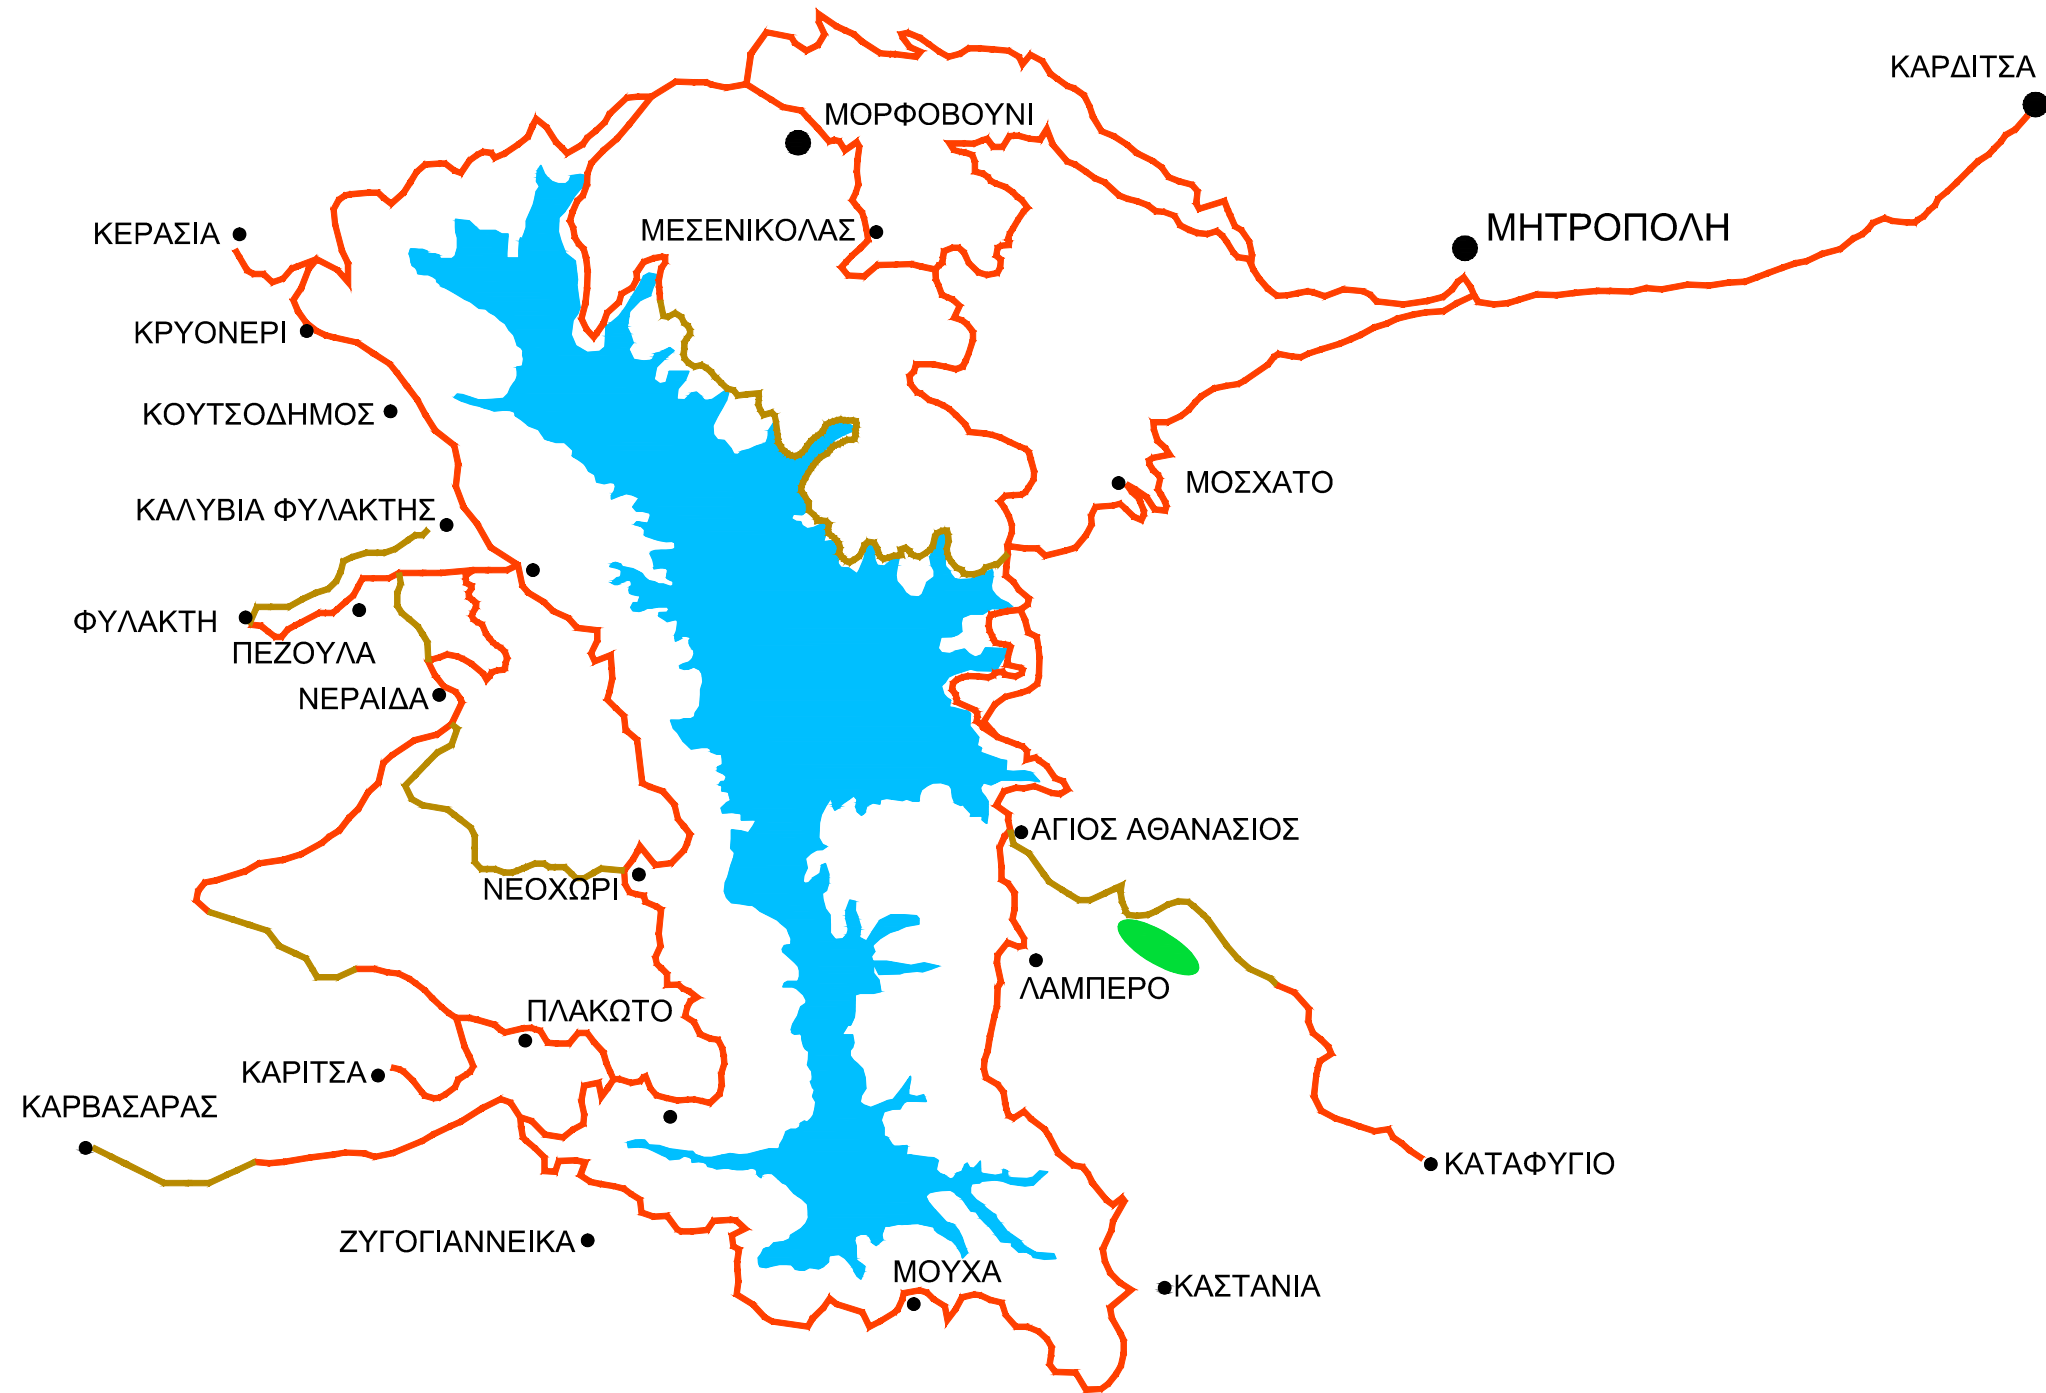 ΚΑΡΔΙΤΣΑ
ΜΟΡΦΟΒΟΥΝΙ
ΜΗΤΡΟΠΟΛΗ
ΚΕΡΑΣΙΑ
ΜΕΣΕΝΙΚΟΛΑΣ
ΚΡΥΟΝΕΡΙ
ΚΟΥΤΣΟΔΗΜΟΣ
ΜΟΣΧΑΤΟ
ΚΑΛΥΒΙΑ ΦΥΛΑΚΤΗΣ
ΦΥΛΑΚΤΗ
ΠΕΖΟΥΛΑ
ΝΕΡΑΙΔΑ
ΑΓΙΟΣ ΑΘΑΝΑΣΙΟΣ
ΝΕΟΧΩΡΙ
ΛΑΜΠΕΡΟ
ΠΛΑΚΩΤΟ
ΚΑΡΙΤΣΑ
ΚΑΡΒΑΣΑΡΑΣ
ΚΑΤΑΦΥΓΙΟ
ΖΥΓΟΓΙΑΝΝΕΙΚΑ
ΜΟΥΧΑ
ΚΑΣΤΑΝΙΑ